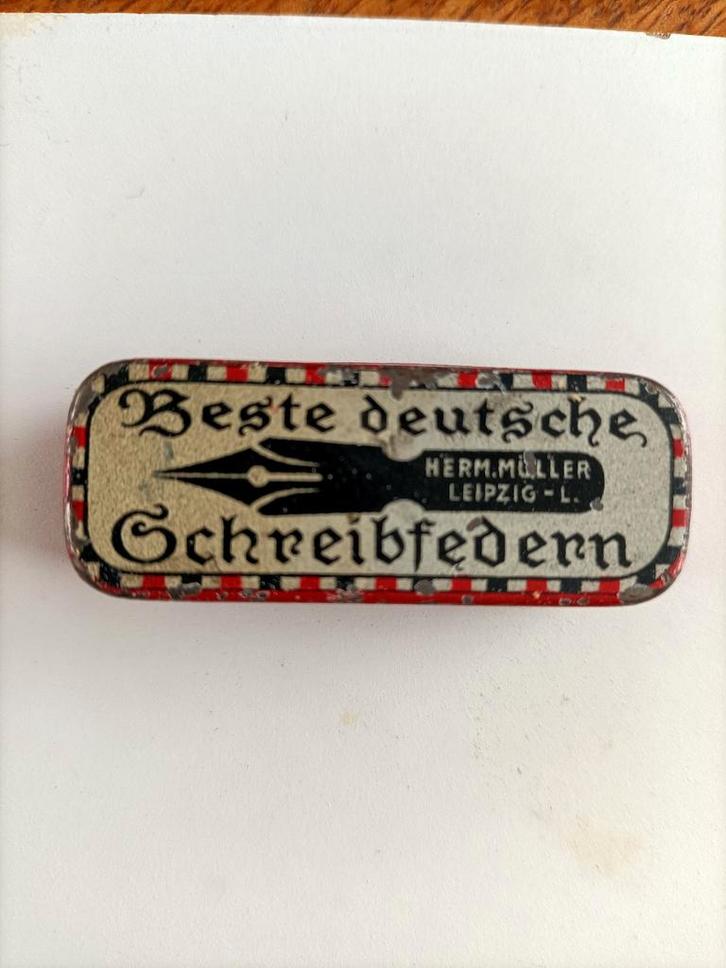 Beste deutsche
HERM. MÜLLER
LEIPZIG - L.
Schreibfedern